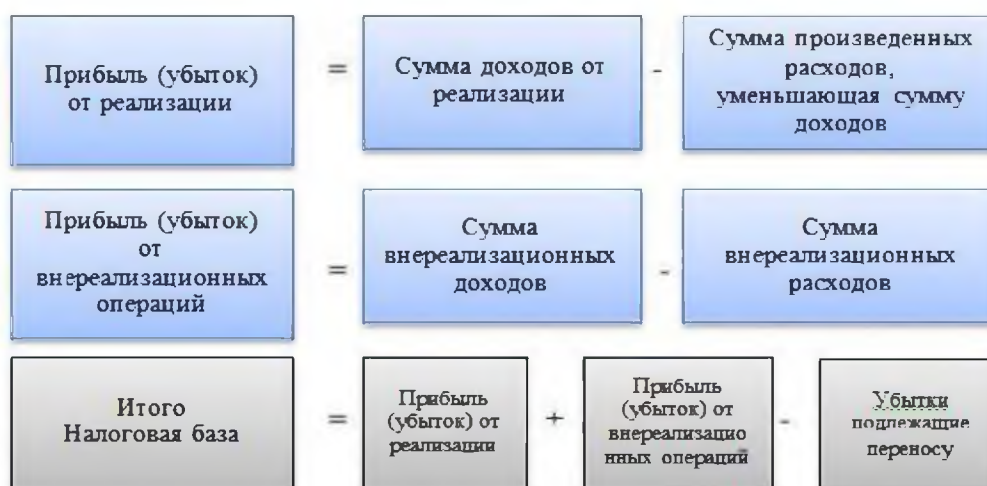 Прибыль (убыток)
от реализации
=
Сумма доходов от
реализации
-
Сумма произведенных
расходов,
уменьшающая сумму
доходов
Прибыль (убыток)
от
внереализационных
операций
=
Сумма
внереализационных
доходов
-
Сумма
внереализационных
расходов
Итого
Налоговая база
=
Прибыль
(убыток) от
реализации
+
Прибыль
(убыток) от
внереализацио
нных операций
-
Убытки
подлежащие
переносу